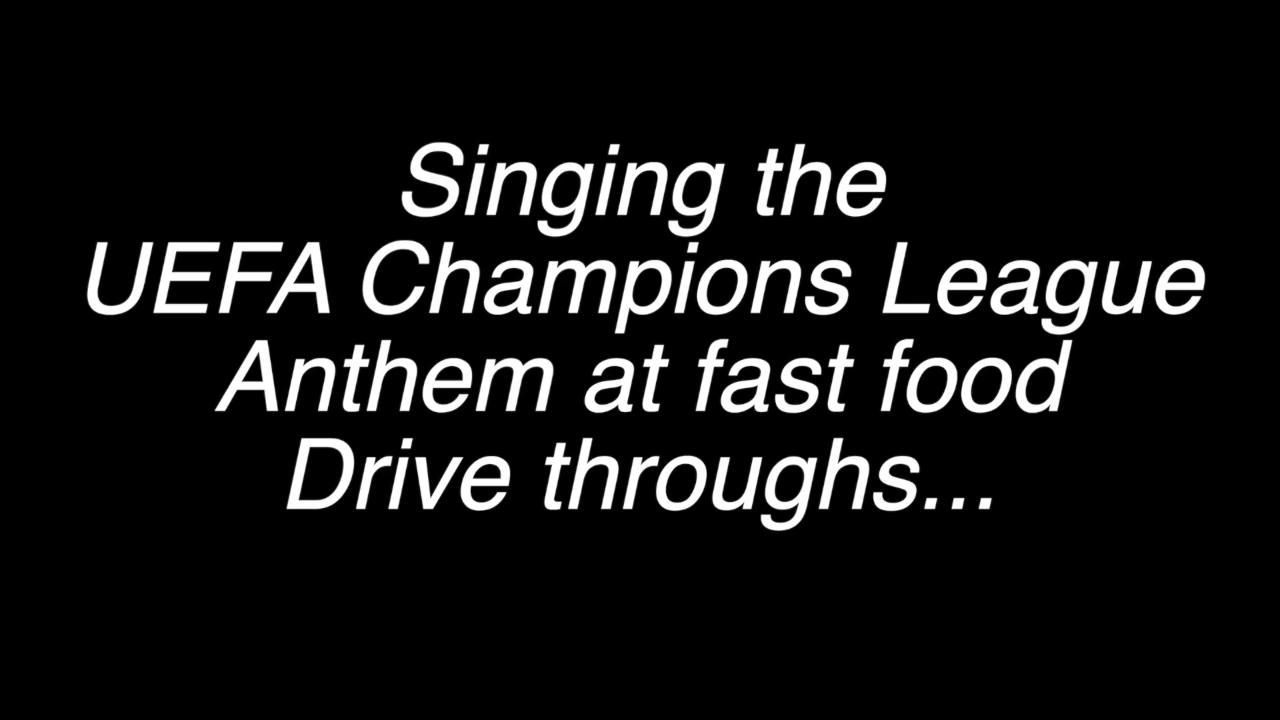 Singing the
UEFA Champions League
Anthem at fast food
Drive throughs...